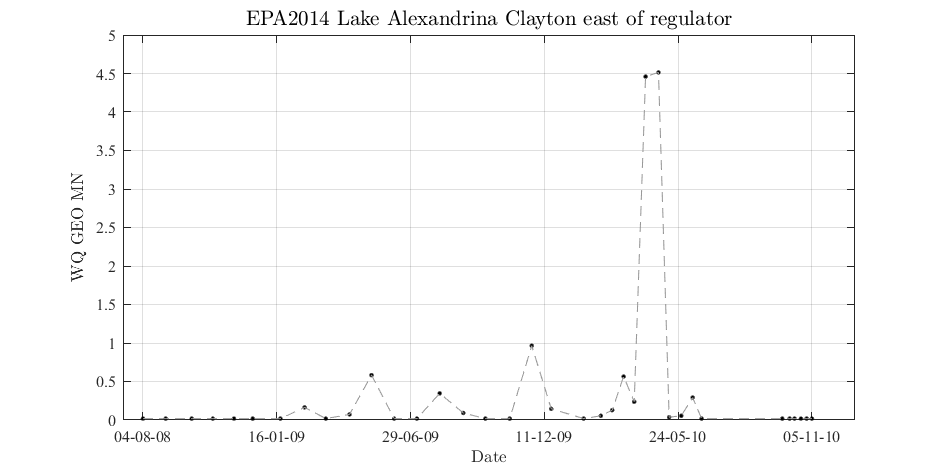 EPA2014 Lake Alexandrina Clayton east of regulator
5
4.5
4
3.5
3
2.5
2
1.5
1
0.5
0
WQ GEO MN
04-08-08 16-01-09 29-06-09 11-12-09 24-05-10 05-11-10
Date